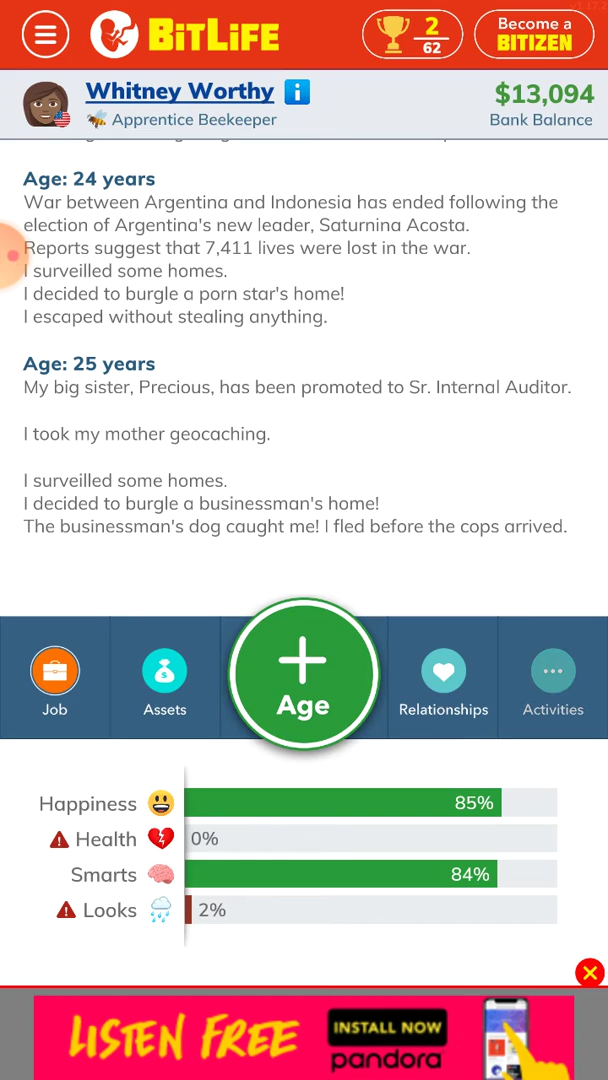 v1.17.2
BITLIFE
2
62
Become a
BITIZEN
Whitney Worthy
i
Apprentice Beekeeper
$13,094
Bank Balance
Age: 24 years
War between Argentina and Indonesia has ended following the
election of Argentina's new leader, Saturnina Acosta.
Reports suggest that 7,411 lives were lost in the war.
I surveilled some homes.
I decided to burgle a porn star's home!
I escaped without stealing anything.
Age: 25 years
My big sister, Precious, has been promoted to Sr. Internal Auditor.
I took my mother geocaching.
I surveilled some homes.
I decided to burgle a businessman's home!
The businessman's dog caught me! I fled before the cops arrived.
Job
Assets
+
Age
Relationships
Activities
Happiness 85%
Health 0%
Smarts 84%
Looks 2%
LISTEN FREE
INSTALL NOW
pandora